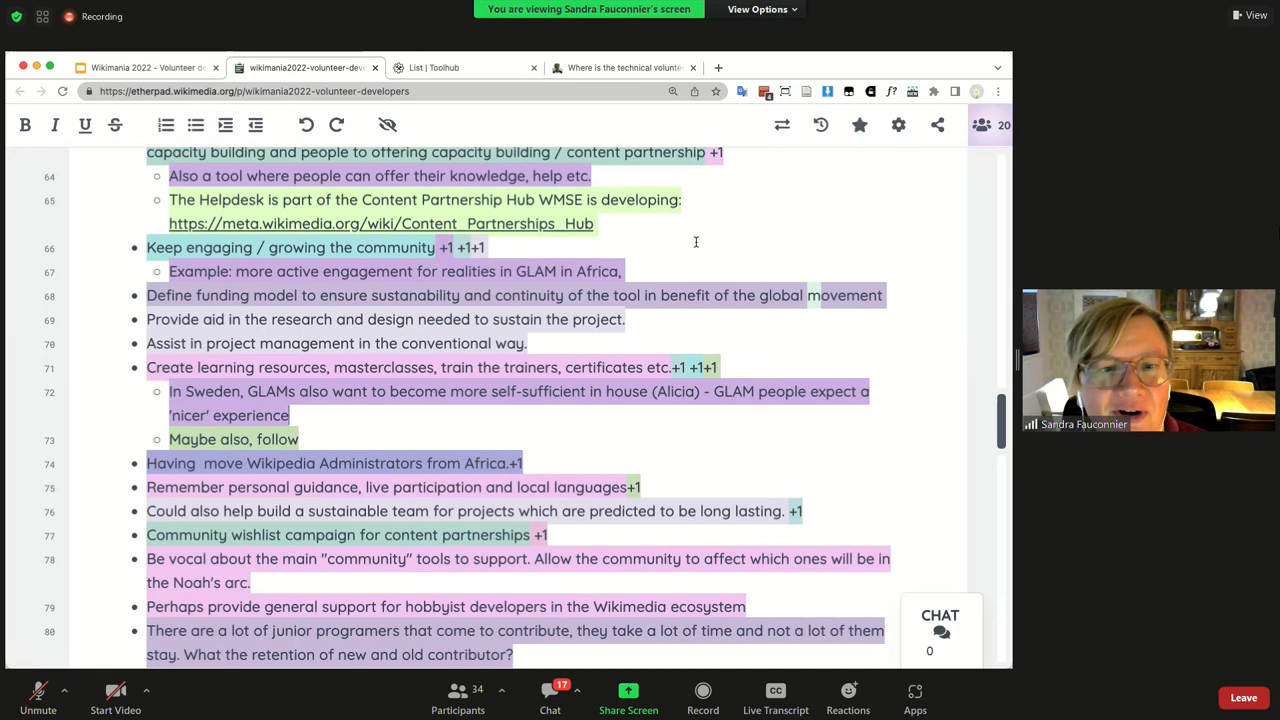 Recording
You are viewing Sandra Fauconnier's screen
View Options
View
Wikimania 2022 - Volunteer de
wikimania2022-volunteer-deve
List | Toolhub
Where is the technical volunte
https://etherpad.wikimedia.org/p/wikimania2022-volunteer-developers
20
capacity building and people to offering capacity building / content partnership +1
64 Also a tool where people can offer their knowledge, help etc.
65 The Helpdesk is part of the Content Partnership Hub WMSE is developing:
https://meta.wikimedia.org/wiki/Content_Partnerships_Hub
66 Keep engaging / growing the community +1 +1+1
67 Example: more active engagement for realities in GLAM in Africa,
68 Define funding model to ensure sustanability and continuity of the tool in benefit of the global movement
69 Provide aid in the research and design needed to sustain the project.
70 Assist in project management in the conventional way.
71 Create learning resources, masterclasses, train the trainers, certificates etc.+1 +1+1
72 In Sweden, GLAMs also want to become more self-sufficient in house (Alicia) - GLAM people expect a
'nicer' experience
73 Maybe also, follow
74 Having  move Wikipedia Administrators from Africa.+1
75 Remember personal guidance, live participation and local languages+1
76 Could also help build a sustainable team for projects which are predicted to be long lasting. +1
77 Community wishlist campaign for content partnerships +1
78 Be vocal about the main "community" tools to support. Allow the community to affect which ones will be in
the Noah's arc.
79 Perhaps provide general support for hobbyist developers in the Wikimedia ecosystem
80 There are a lot of junior programers that come to contribute, they take a lot of time and not a lot of them
stay. What the retention of new and old contributor?
CHAT
0
Sandra Fauconnier
Unmute
Start Video
34
Participants
17
Chat
Share Screen
Record
CC
Live Transcript
Reactions
Apps
Leave